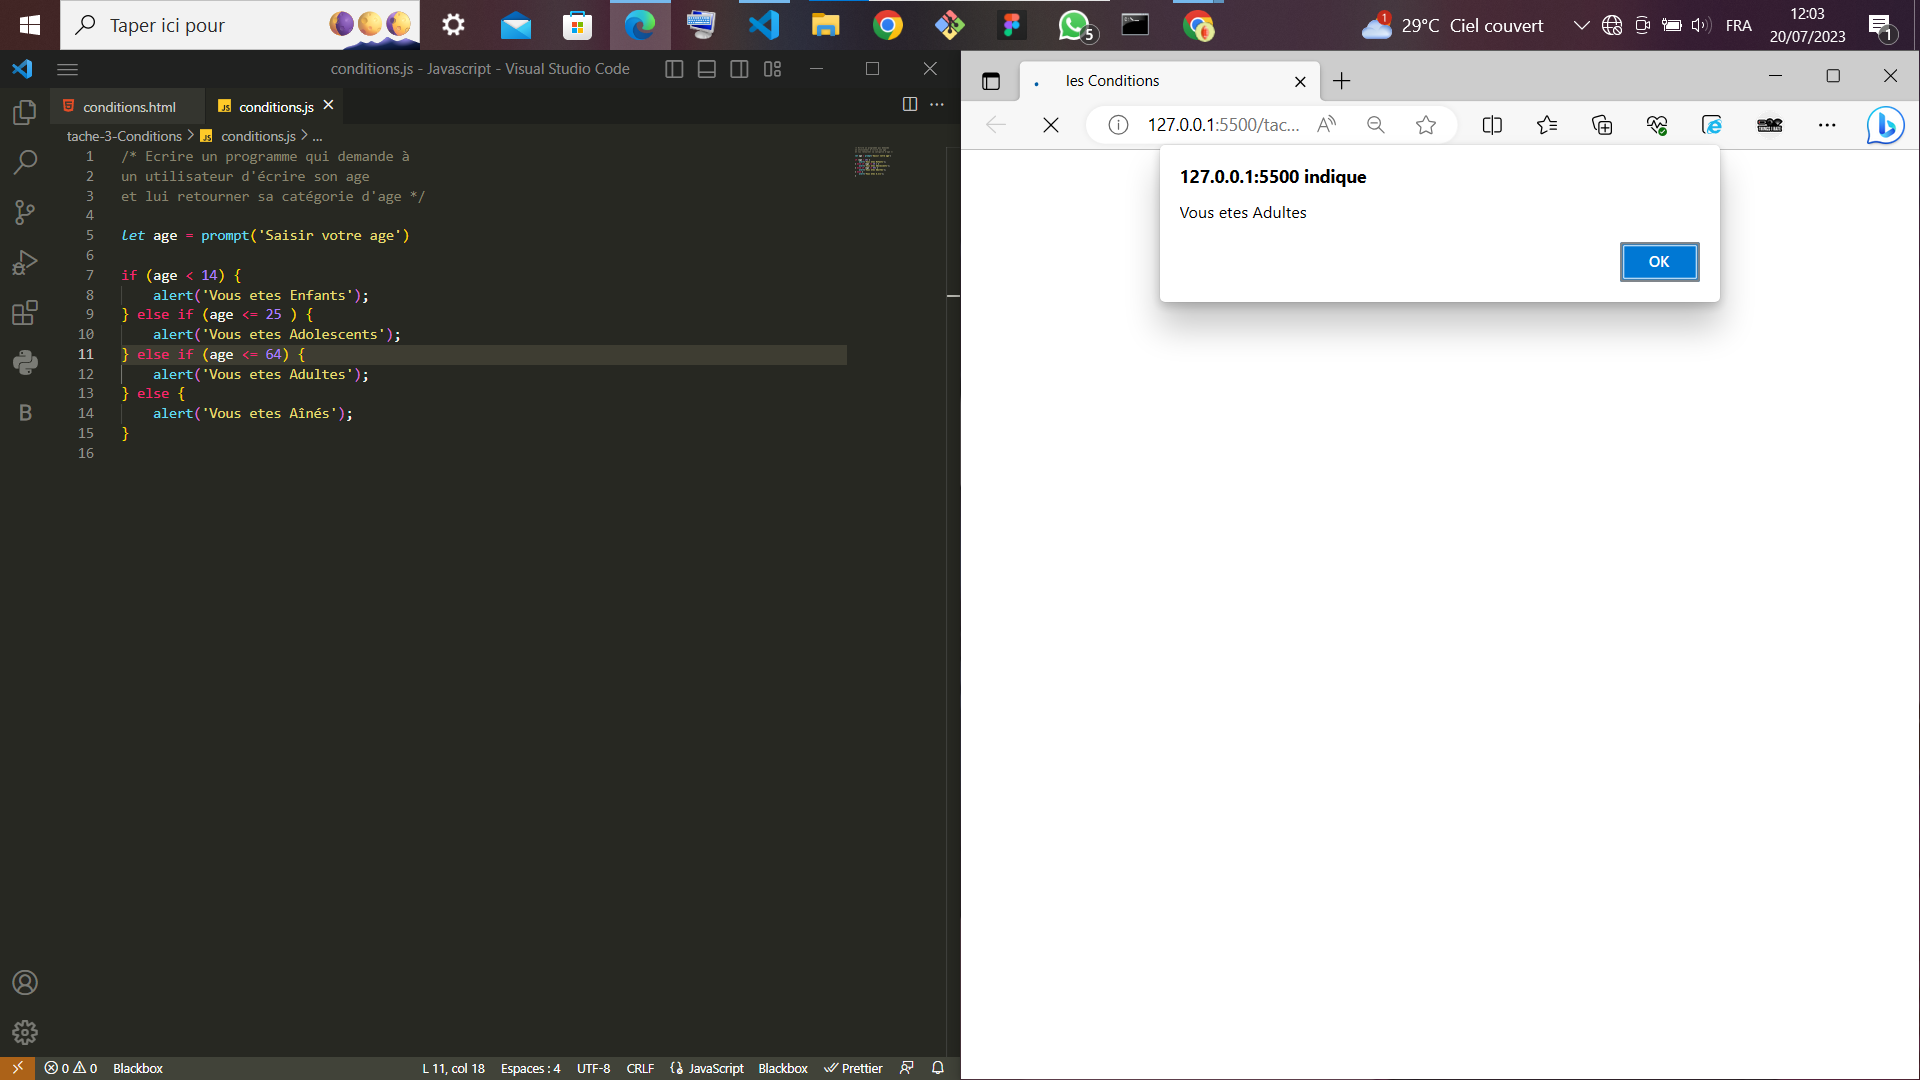 Taper ici pour
5
1
29°C Ciel couvert
FRA
12:03
20/07/2023
1
conditions.js - Javascript - Visual Studio Code
conditions.html
JS conditions.js
tache-3-Conditions > JS conditions.js > ...
1 /* Ecrire un programme qui demande à
2 un utilisateur d'écrire son age
3 et lui retourner sa catégorie d'age */
4
5 let age = prompt('Saisir votre age')
6
7 if (age < 14) {
8 alert('Vous etes Enfants');
9 } else if (age <= 25 ) {
10 alert('Vous etes Adolescents');
11 } else if (age <= 64) {
12 alert('Vous etes Adultes');
13 } else {
14 alert('Vous etes Aînés');
15 }
16
B
0 0 Blackbox L 11, col 18 Espaces : 4 UTF-8 CRLF {} JavaScript Blackbox Prettier
les Conditions
127.0.0.1:5500/tac...
127.0.0.1:5500 indique
Vous etes Adultes
OK